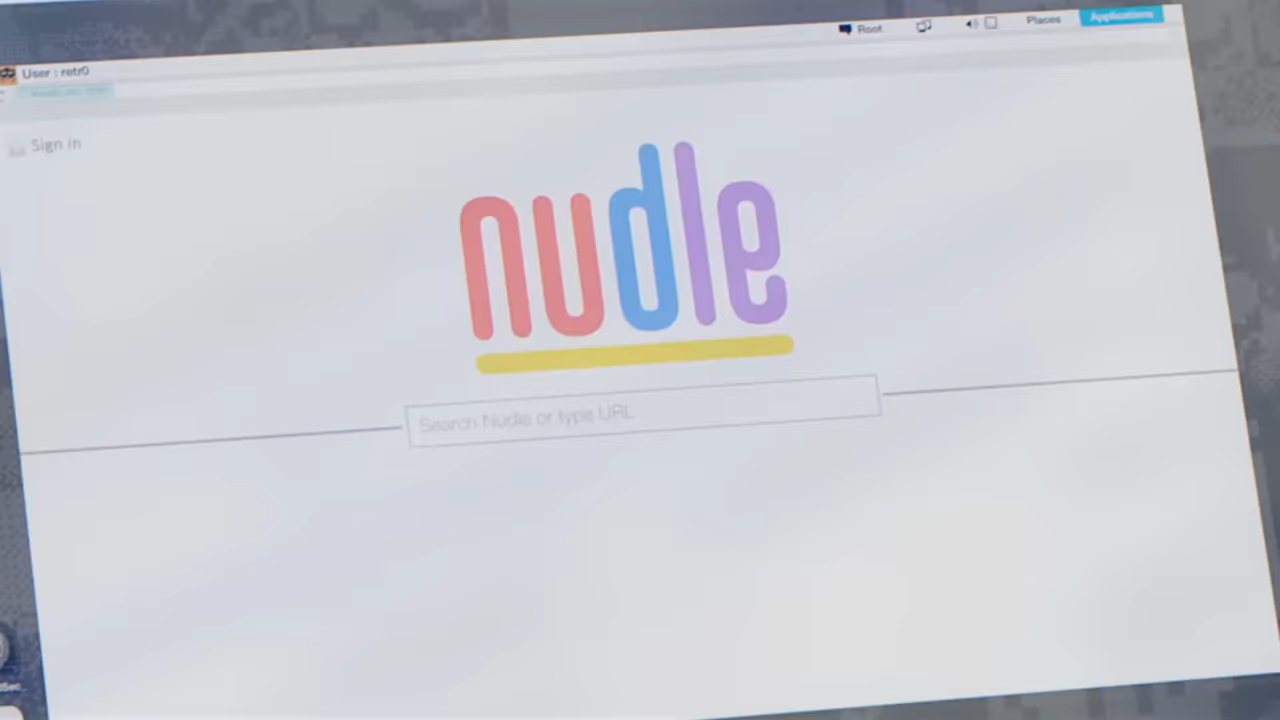 Root
Places
Applications
User : retr0
Sign in
nudle
Search Nudle or type URL